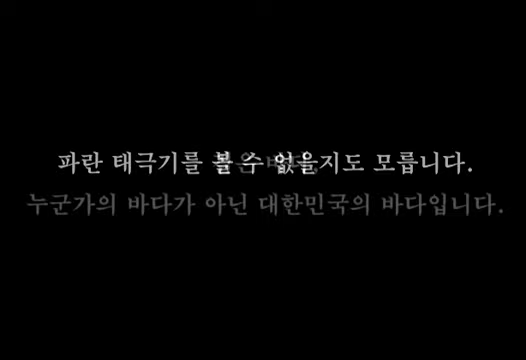 파란 태극기를 볼 수 없을지도 모릅니다.
누군가의 바다가 아닌 대한민국의 바다입니다.